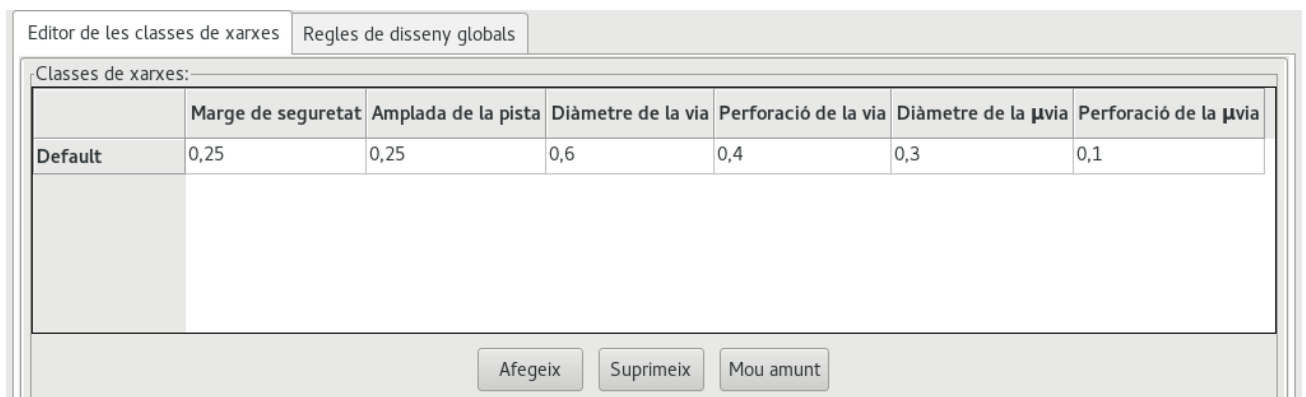 Editor de les classes de xarxes Regles de disseny globals
Classes de xarxes:
Marge de seguretat Amplada de la pista Diàmetre de la via Perforació de la via Diàmetre de la μvia Perforació de la μvia
Default 0,25 0,25 0,6 0,4 0,3 0,1
Afegeix Suprimeix Mou amunt